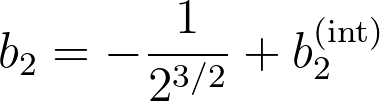 $b_2 = -\frac{1}{2^{3/2}} + b_2^{(\mathrm{int})}$